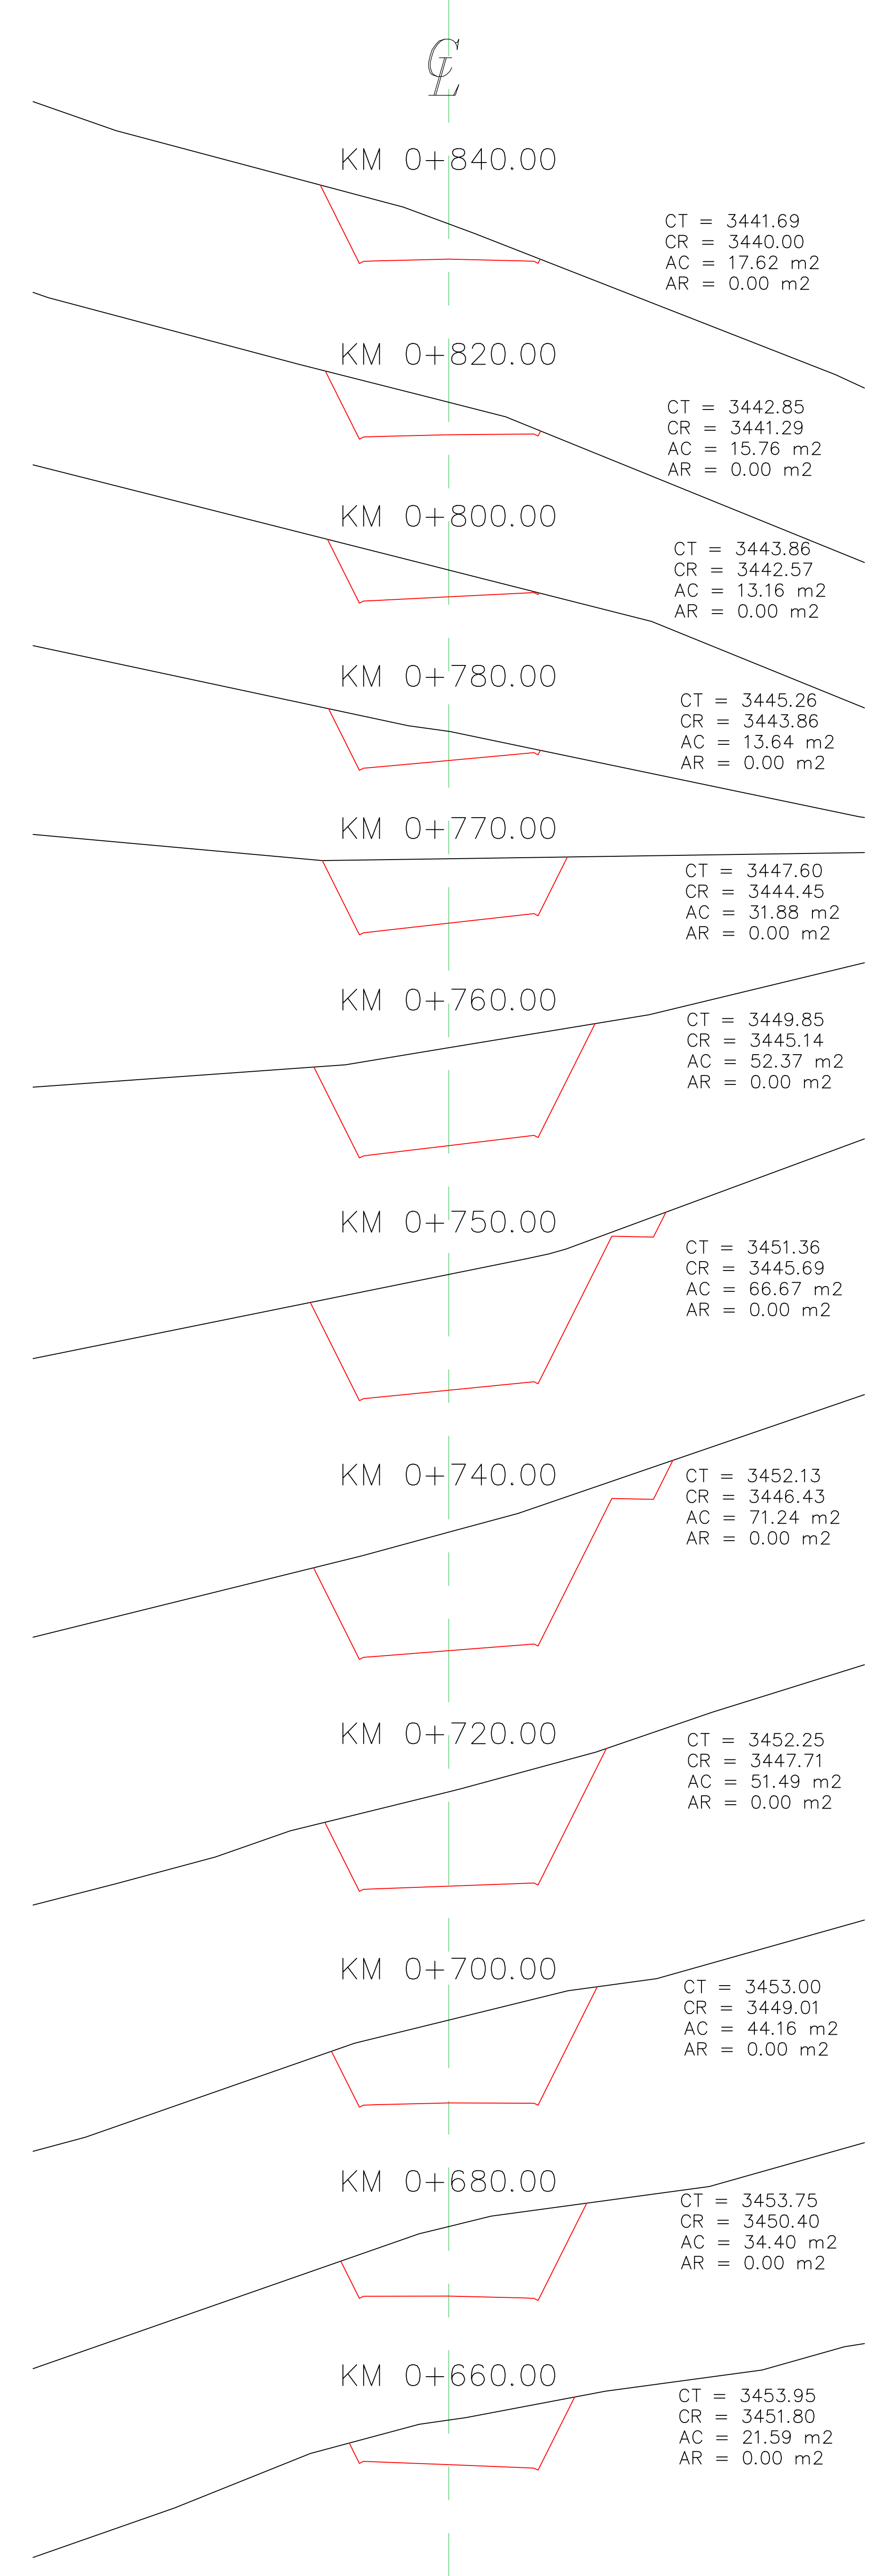 ℄
KM 0+840.00
CT = 3441.69
CR = 3440.00
AC = 17.62 m2
AR = 0.00 m2
KM 0+820.00
CT = 3442.85
CR = 3441.29
AC = 15.76 m2
AR = 0.00 m2
KM 0+800.00
CT = 3443.86
CR = 3442.57
AC = 13.16 m2
AR = 0.00 m2
KM 0+780.00
CT = 3445.26
CR = 3443.86
AC = 13.64 m2
AR = 0.00 m2
KM 0+770.00
CT = 3447.60
CR = 3444.45
AC = 31.88 m2
AR = 0.00 m2
KM 0+760.00
CT = 3449.85
CR = 3445.14
AC = 52.37 m2
AR = 0.00 m2
KM 0+750.00
CT = 3451.36
CR = 3445.69
AC = 66.67 m2
AR = 0.00 m2
KM 0+740.00
CT = 3452.13
CR = 3446.43
AC = 71.24 m2
AR = 0.00 m2
KM 0+720.00
CT = 3452.25
CR = 3447.71
AC = 51.49 m2
AR = 0.00 m2
KM 0+700.00
CT = 3453.00
CR = 3449.01
AC = 44.16 m2
AR = 0.00 m2
KM 0+680.00
CT = 3453.75
CR = 3450.40
AC = 34.40 m2
AR = 0.00 m2
KM 0+660.00
CT = 3453.95
CR = 3451.80
AC = 21.59 m2
AR = 0.00 m2